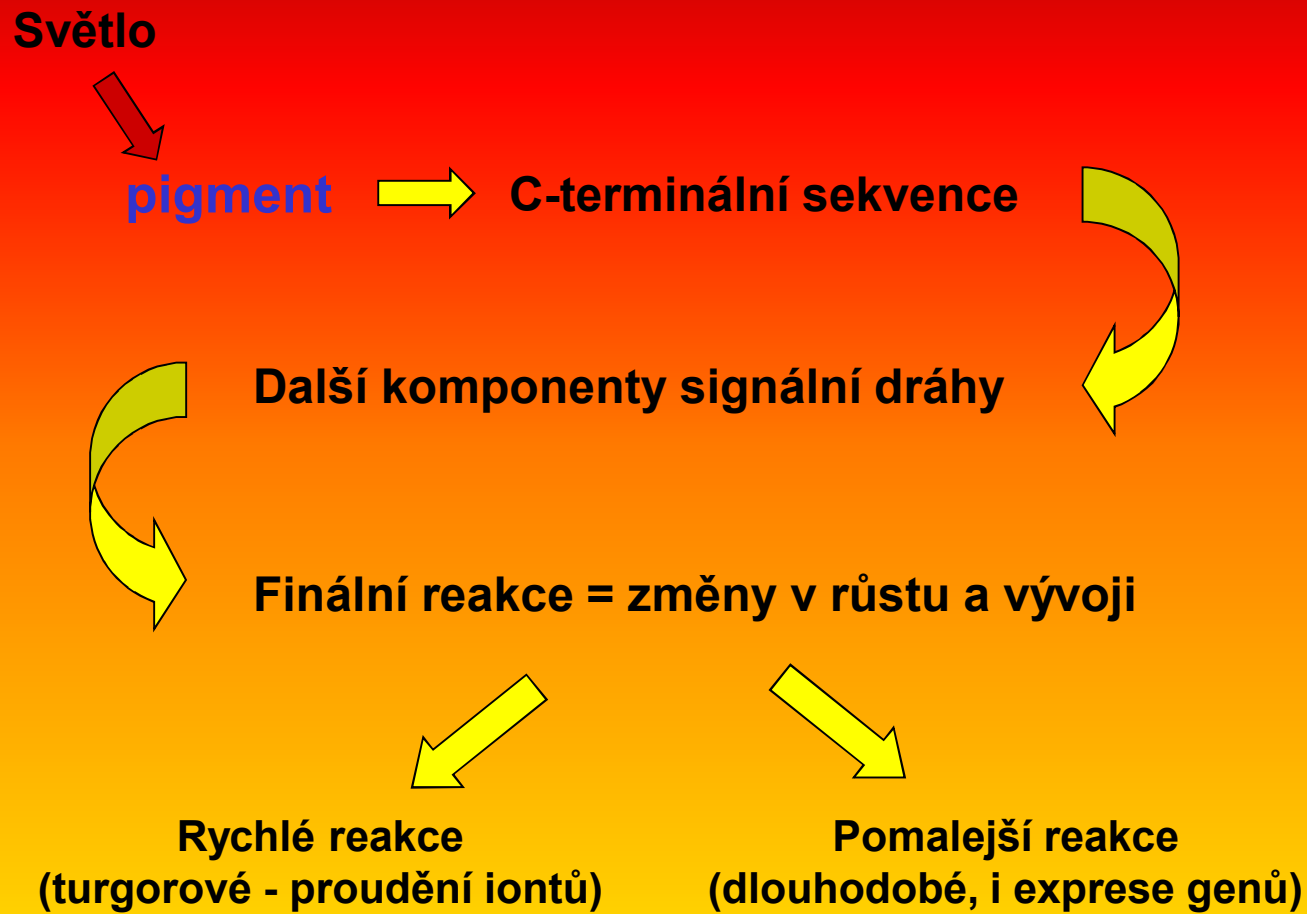 Světlo
pigment
C-terminální sekvence
Další komponenty signální dráhy
Finální reakce = změny v růstu a vývoji
Rychlé reakce
(turgorové - proudění iontů)
Pomalejší reakce
(dlouhodobé, i exprese genů)